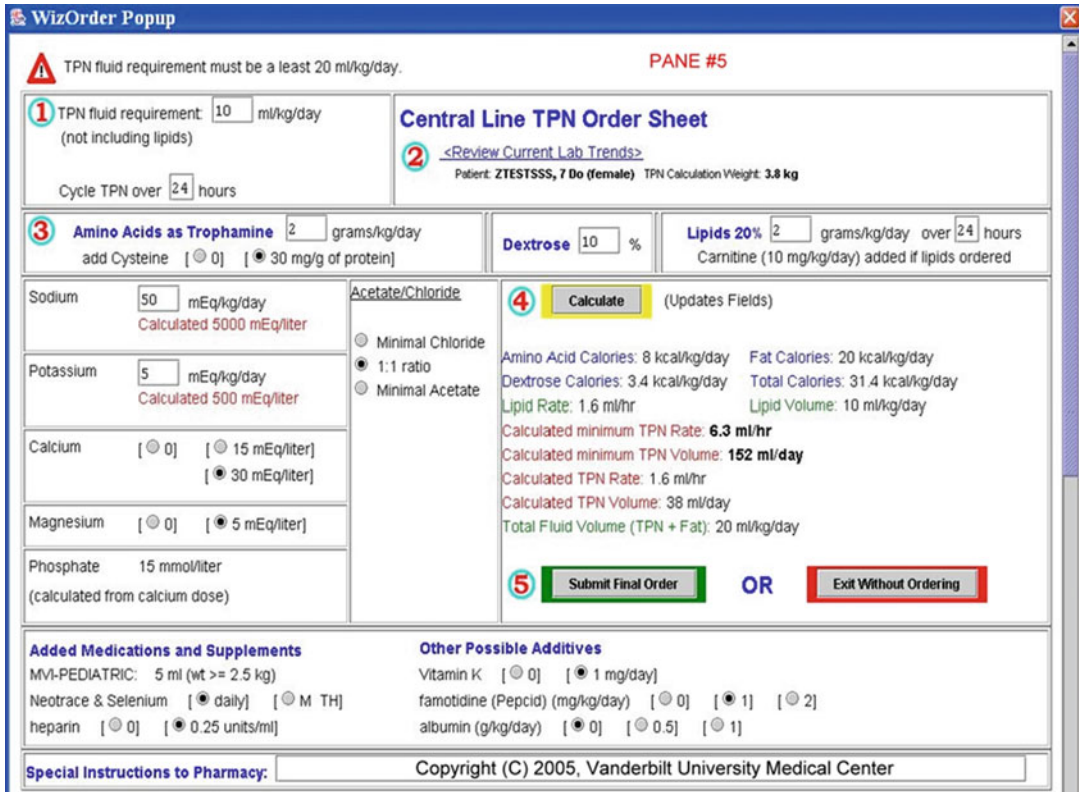 WizOrder Popup
TPN fluid requirement must be a least 20 ml/kg/day.
PANE #5
1 TPN fluid requirement: 10 ml/kg/day
(not including lipids)
Cycle TPN over 24 hours
Central Line TPN Order Sheet
2 <Review Current Lab Trends>
Patient: ZTESTSSS, 7 Do (female) TPN Calculation Weight: 3.8 kg
3 Amino Acids as Trophamine 2 grams/kg/day
add Cysteine [ 0] [ 30 mg/g of protein]
Dextrose 10 %
Lipids 20% 2 grams/kg/day over 24 hours
Carnitine (10 mg/kg/day) added if lipids ordered
Sodium 50 mEq/kg/day
Calculated 5000 mEq/liter
Potassium 5 mEq/kg/day
Calculated 500 mEq/liter
Calcium [ 0] [ 15 mEq/liter]
[ 30 mEq/liter]
Magnesium [ 0] [ 5 mEq/liter]
Phosphate 15 mmol/liter
(calculated from calcium dose)
Acetate/Chloride
Minimal Chloride
1:1 ratio
Minimal Acetate
4 Calculate (Updates Fields)
Amino Acid Calories: 8 kcal/kg/day Fat Calories: 20 kcal/kg/day
Dextrose Calories: 3.4 kcal/kg/day Total Calories: 31.4 kcal/kg/day
Lipid Rate: 1.6 ml/hr Lipid Volume: 10 ml/kg/day
Calculated minimum TPN Rate: 6.3 ml/hr
Calculated minimum TPN Volume: 152 ml/day
Calculated TPN Rate: 1.6 ml/hr
Calculated TPN Volume: 38 ml/day
Total Fluid Volume (TPN + Fat): 20 ml/kg/day
5 Submit Final Order OR Exit Without Ordering
Added Medications and Supplements
MVI-PEDIATRIC: 5 ml (wt >= 2.5 kg)
Neotrace & Selenium [ daily] [ M TH]
heparin [ 0] [ 0.25 units/ml]
Other Possible Additives
Vitamin K [ 0] [ 1 mg/day]
famotidine (Pepcid) (mg/kg/day) [ 0] [ 1] [ 2]
albumin (g/kg/day) [ 0] [ 0.5] [ 1]
Special Instructions to Pharmacy: Copyright (C) 2005, Vanderbilt University Medical Center